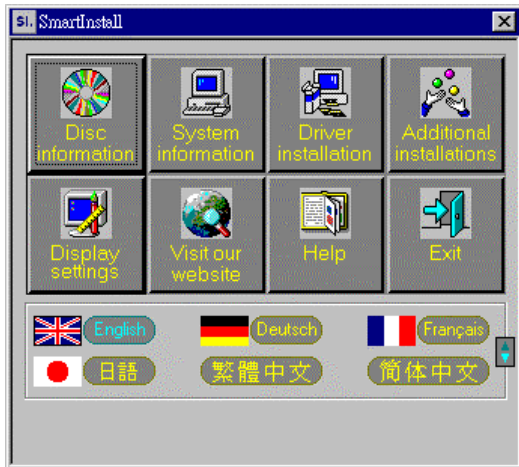 SI. SmartInstall
Disc
information
System
information
Driver
installation
Additional
installations
Display
settings
Visit our
website
Help
Exit
English
Deutsch
Français
日語
繁體中文
简体中文